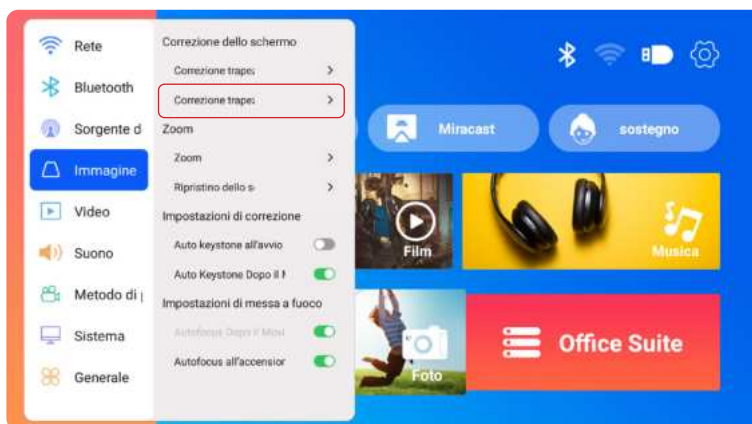 Rete
Bluetooth
Sorgente d
Immagine
Video
Suono
Metodo di
Sistema
Generale
Correzione dello schermo
Correzione trape
Correzione trape
Zoom
Zoom
Ripristino dello s
Impostazioni di correzione
Auto keystone all'avvio
Auto Keystone Dopo il
Impostazioni di messa a fuoco
Autofocus Dopo il Movi
Autofocus all'accension
Miracast
sostegno
Film
Musica
Foto
Office Suite